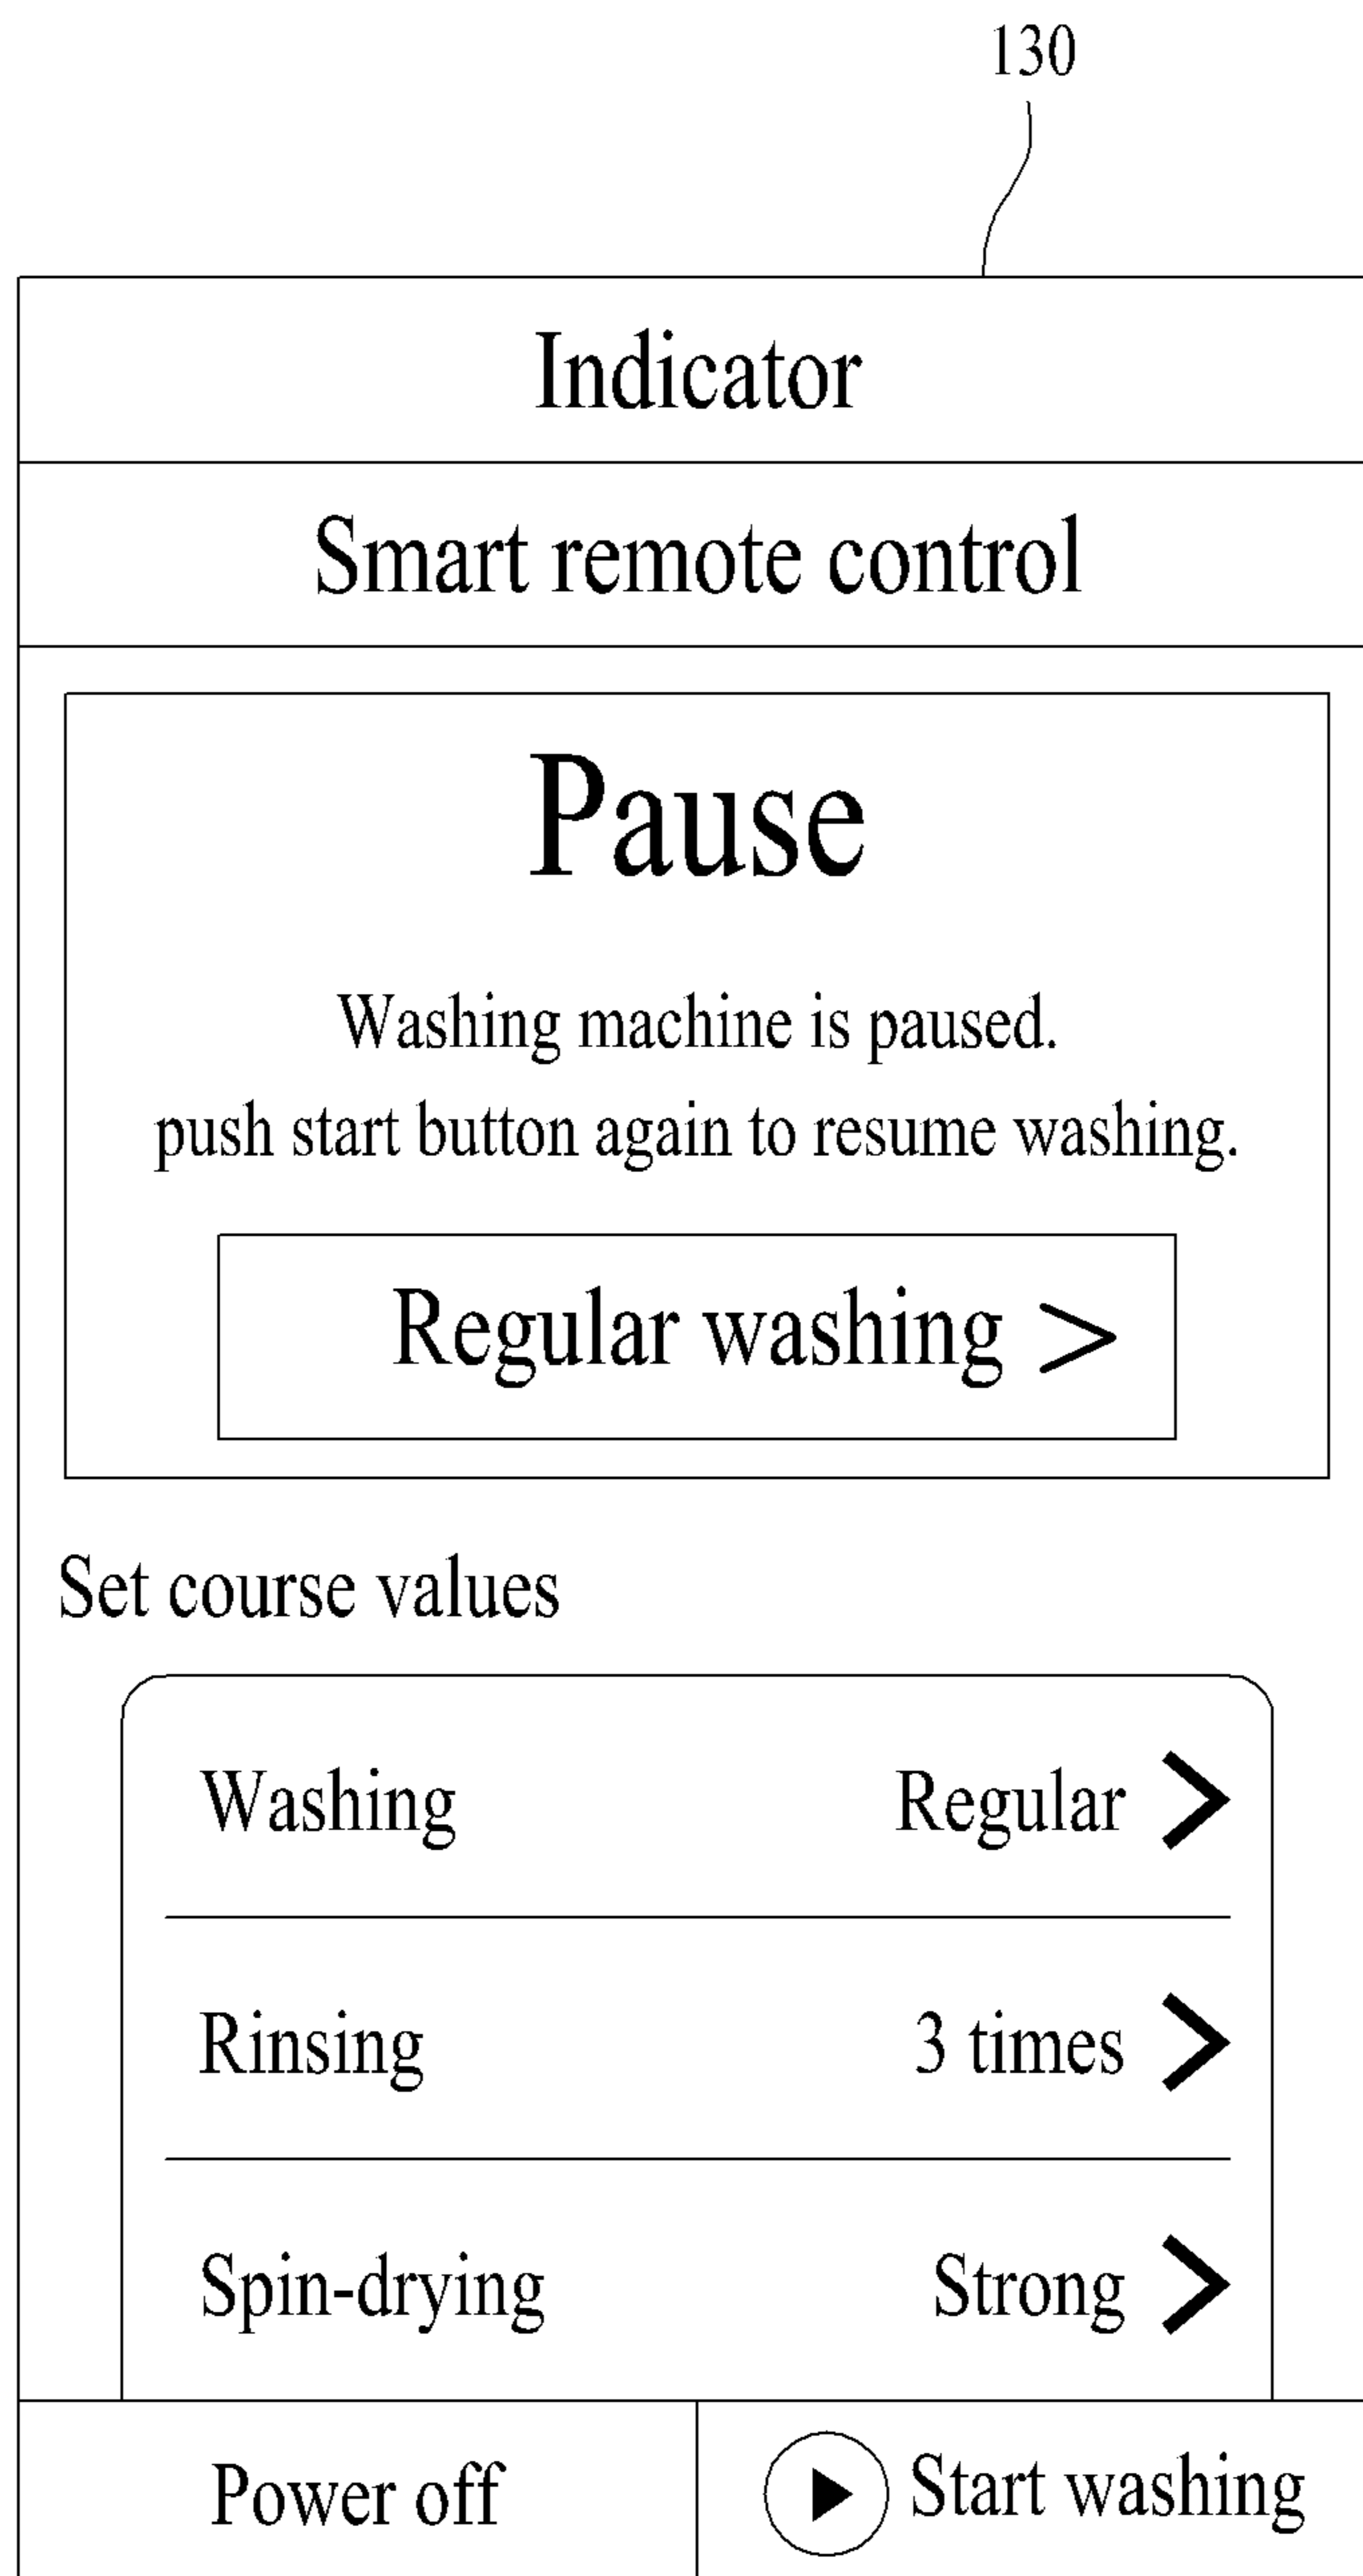 130
Indicator
Smart remote control
Pause
Washing machine is paused.
push start button again to resume washing.
Regular washing >
Set course values
Washing Regular >
Rinsing 3 times >
Spin-drying Strong >
Power off Start washing